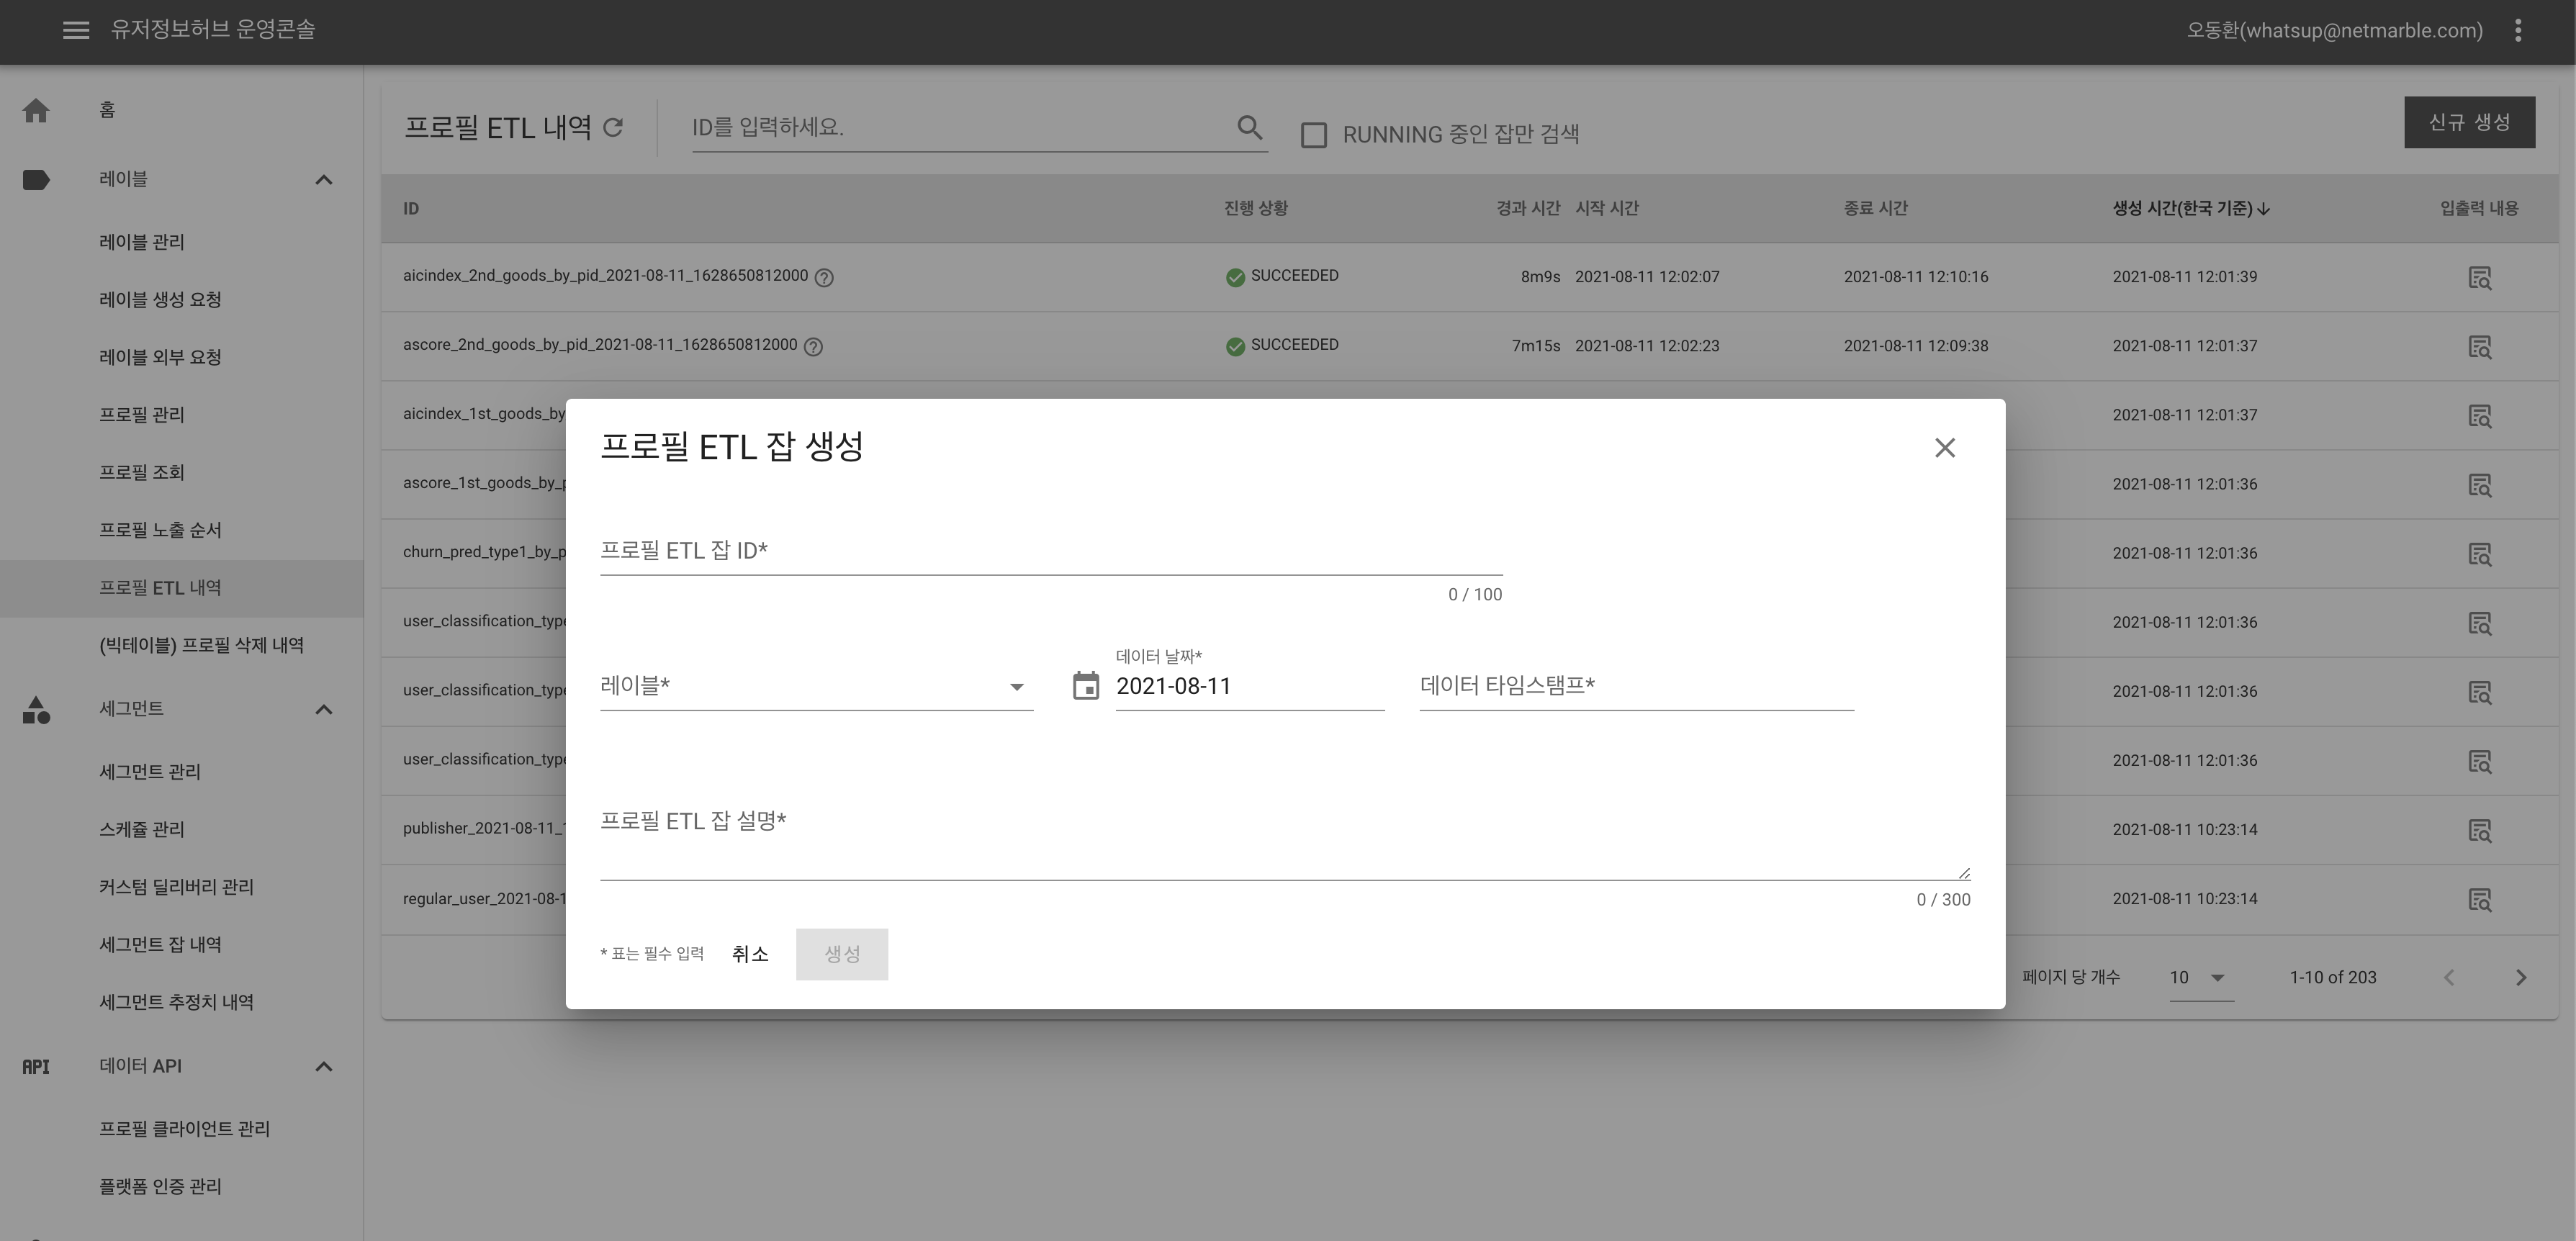 유저정보허브 운영콘솔
오동환(whatsup@netmarble.com)
홈
레이블
레이블 관리
레이블 생성 요청
레이블 외부 요청
프로필 관리
프로필 조회
프로필 노출 순서
프로필 ETL 내역
(빅테이블) 프로필 삭제 내역
세그먼트
세그먼트 관리
스케쥴 관리
커스텀 딜리버리 관리
세그먼트 잡 내역
세그먼트 추정치 내역
API 데이터 API
프로필 클라이언트 관리
플랫폼 인증 관리
프로필 ETL 내역 ID를 입력하세요. RUNNING 중인 잡만 검색 신규 생성
ID 진행 상황 경과 시간 시작 시간 종료 시간 생성 시간(한국 기준) 입출력 내용
aicindex_2nd_goods_by_pid_2021-08-11_1628650812000 SUCCEEDED 8m9s 2021-08-11 12:02:07 2021-08-11 12:10:16 2021-08-11 12:01:39
ascore_2nd_goods_by_pid_2021-08-11_1628650812000 SUCCEEDED 7m15s 2021-08-11 12:02:23 2021-08-11 12:09:38 2021-08-11 12:01:37
aicindex_1st_goods_by 2021-08-11 12:01:37
ascore_1st_goods_by_p 2021-08-11 12:01:36
churn_pred_type1_by_p 2021-08-11 12:01:36
user_classification_type 2021-08-11 12:01:36
user_classification_type 2021-08-11 12:01:36
user_classification_type 2021-08-11 12:01:36
publisher_2021-08-11_1 2021-08-11 10:23:14
regular_user_2021-08-1 2021-08-11 10:23:14
페이지 당 개수 10 1-10 of 203
프로필 ETL 잡 생성
프로필 ETL 잡 ID*
0 / 100
레이블* 데이터 날짜* 2021-08-11 데이터 타임스탬프*
프로필 ETL 잡 설명*
0 / 300
* 표는 필수 입력 취소 생성